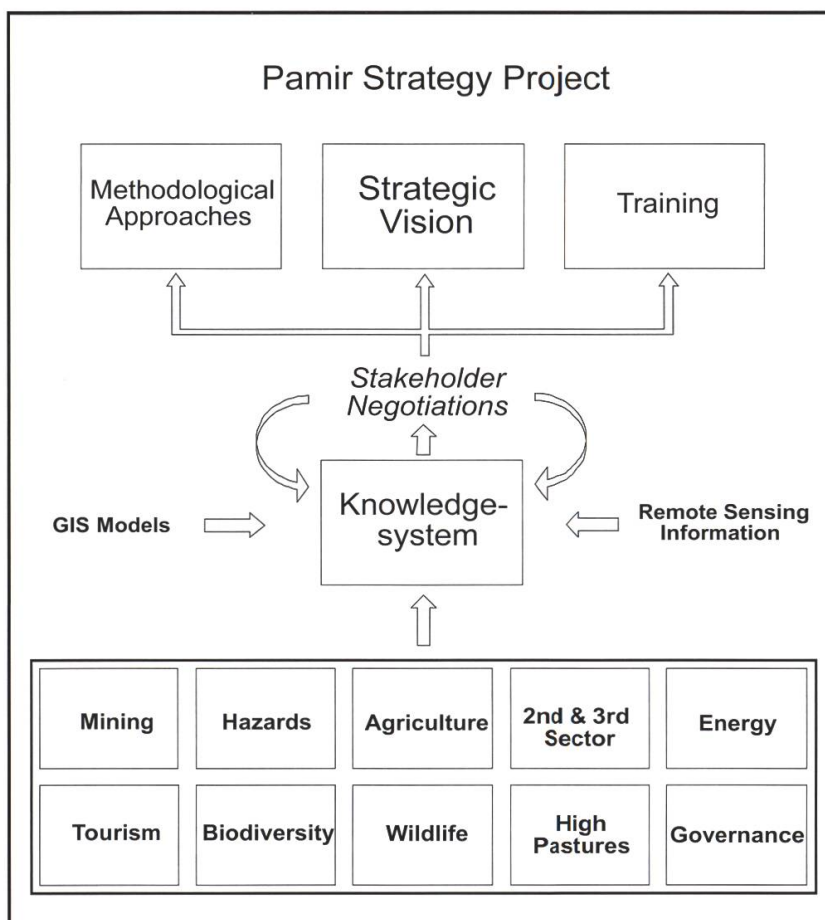 Pamir Strategy Project
Methodological
Approaches
Strategic
Vision
Training
Stakeholder
Negotiations
Knowledge-
system
GIS Models
Remote Sensing
Information
Mining
Hazards
Agriculture
2nd & 3rd
Sector
Energy
Tourism
Biodiversity
Wildlife
High
Pastures
Governance